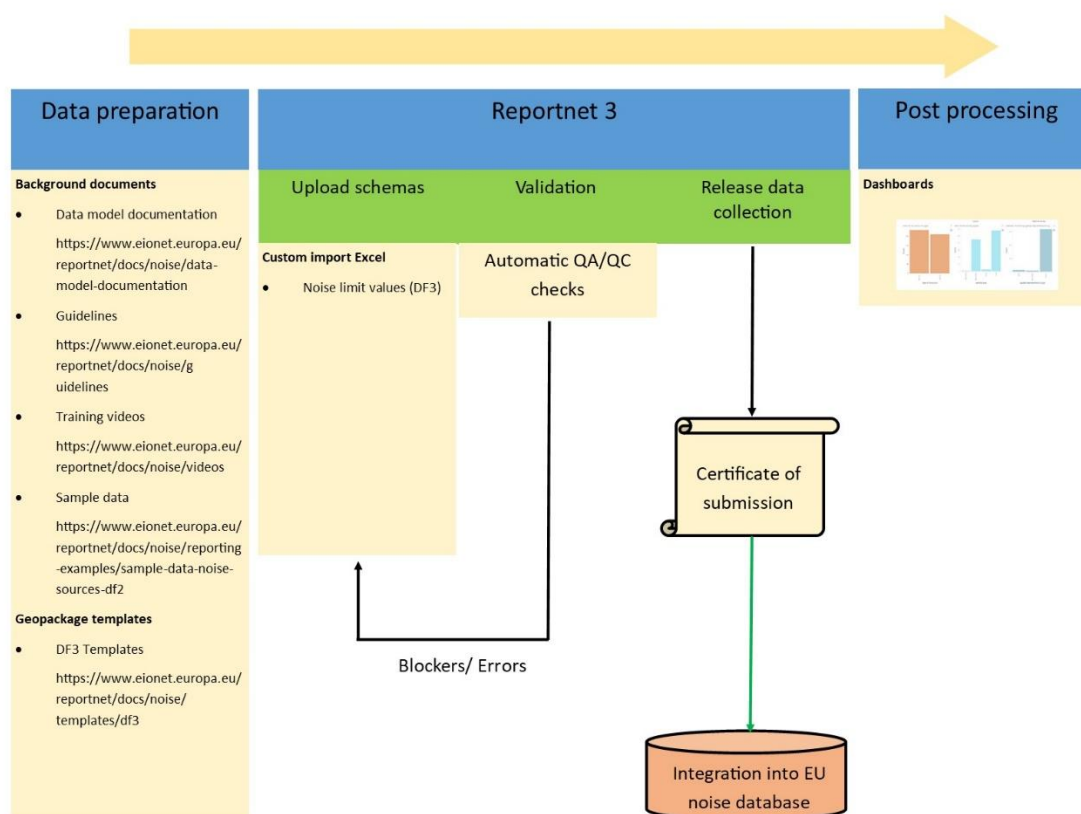 Data preparation
Reportnet 3
Post processing
Background documents
• Data model documentation
https://www.eionet.europa.eu/
reportnet/docs/noise/data-
model-documentation
• Guidelines
https://www.eionet.europa.eu/
reportnet/docs/noise/g
uidelines
• Training videos
https://www.eionet.europa.eu/
reportnet/docs/noise/videos
• Sample data
https://www.eionet.europa.eu/
reportnet/docs/noise/reporting
-examples/sample-data-noise-
sources-df2
Geopackage templates
• DF3 Templates
https://www.eionet.europa.eu/
reportnet/docs/noise/
templates/df3
Upload schemas
Custom import Excel
• Noise limit values (DF3)
Validation
Automatic QA/QC
checks
Blockers/ Errors
Release data
collection
Certificate of
submission
Integration into EU
noise database
Dashboards